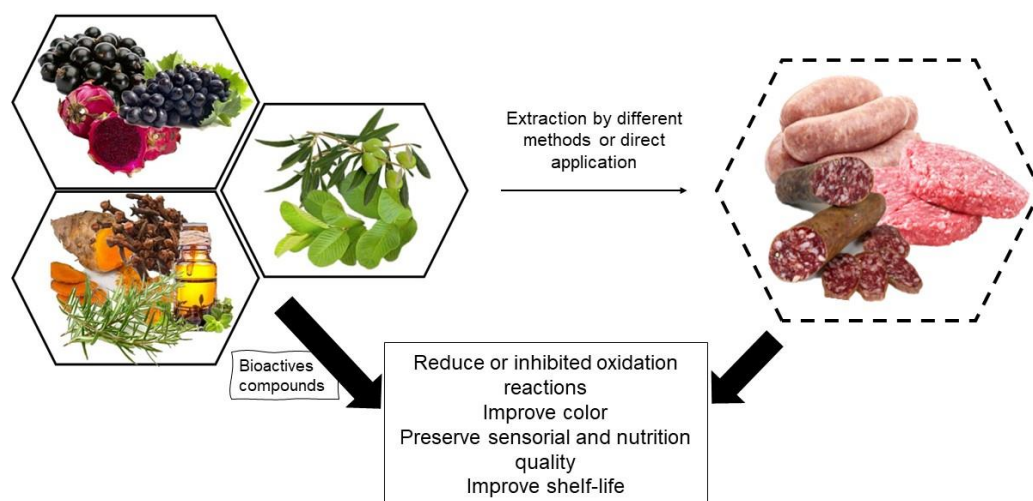 Extraction by different
methods or direct
application
Bioactives
compounds
Reduce or inhibited oxidation
reactions
Improve color
Preserve sensorial and nutrition
quality
Improve shelf-life